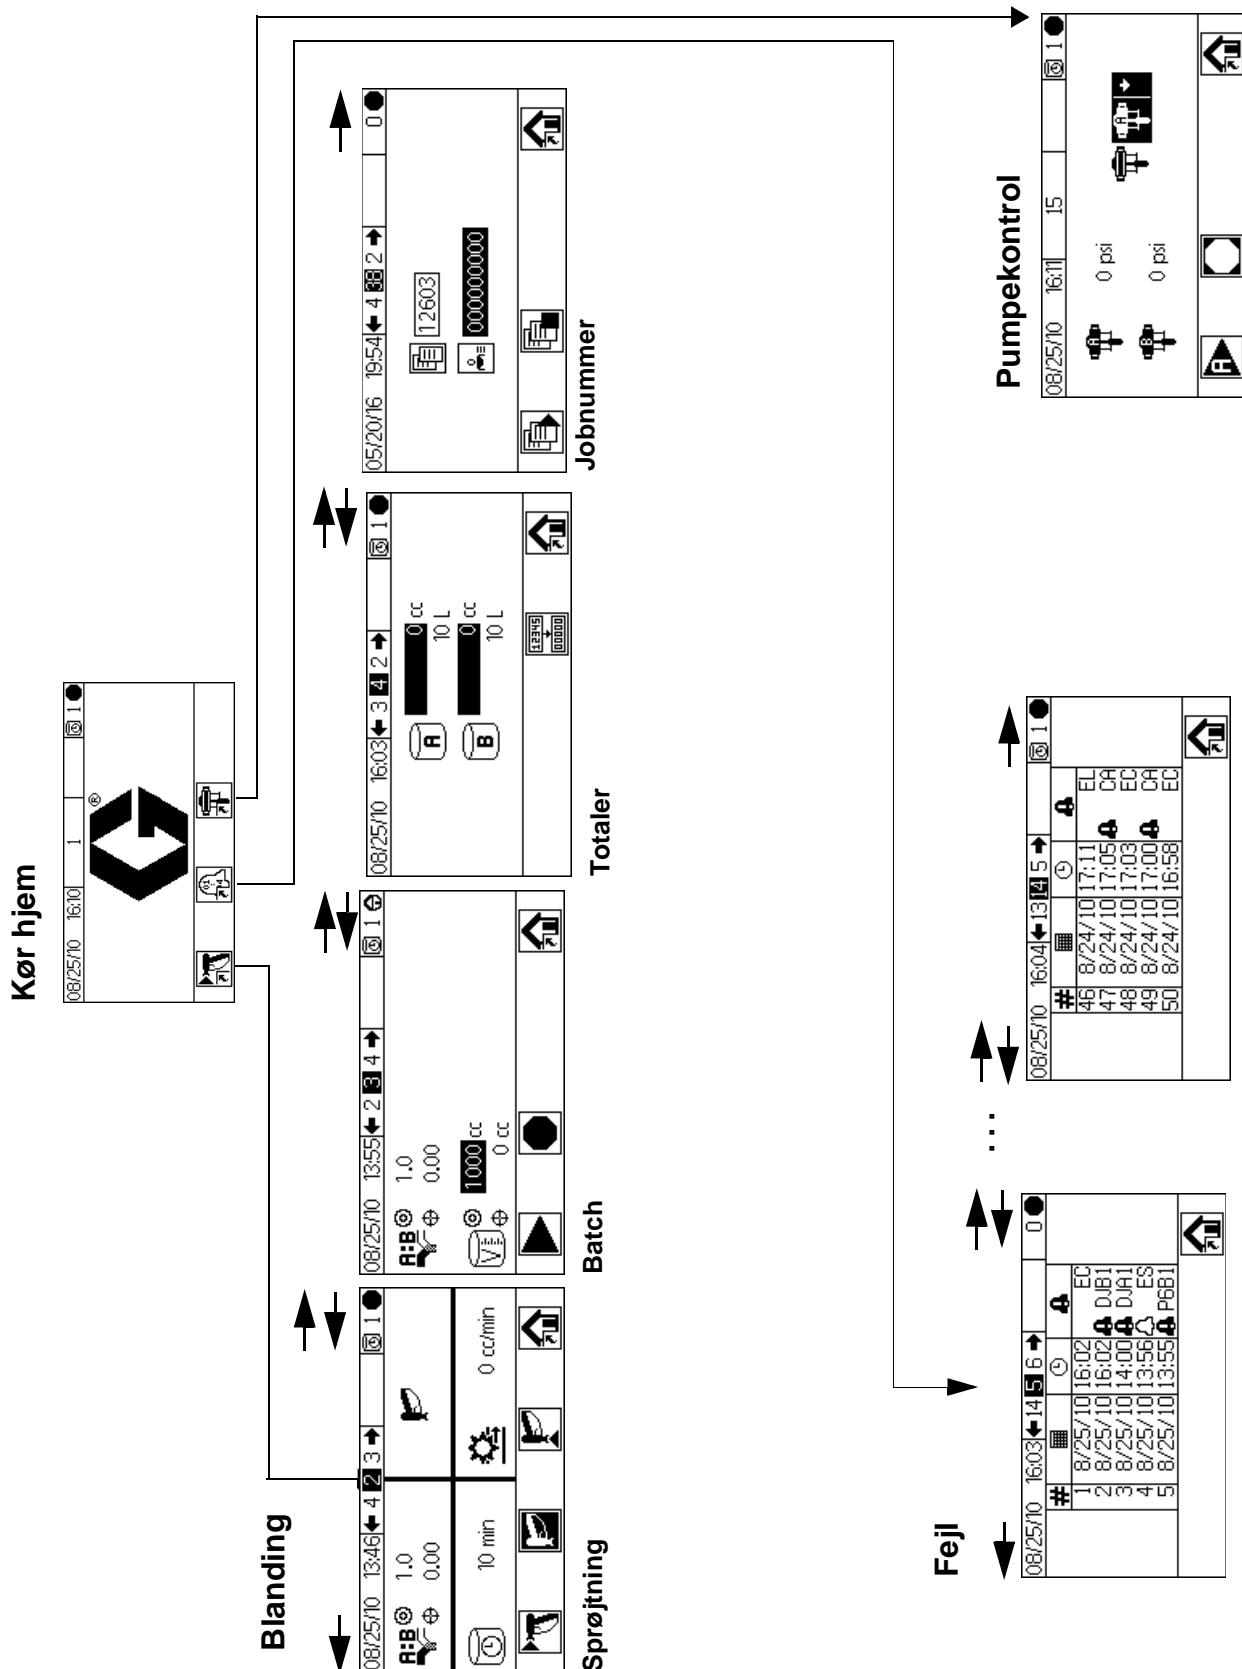 Kør hjem
08/25/10 16:10 1 1
®
Blanding
08/25/10 13:46 4 2 3 1
A:B 1.0
0.00
10 min
0 cc/min
Sprøjtning
08/25/10 13:55 2 3 4 1
A:B 1.0
0.00
1000 cc
0 cc
Batch
08/25/10 16:03 3 4 2 1
A 0 cc
10 L
B 0 cc
10 L
12345
00000
Totaler
05/20/16 19:54 4 3B 2 0
12603
000000000
Jobnummer
Fejl
08/25/10 16:03 14 5 6 0
#
1 8/25/10 16:02 EC
2 8/25/10 16:02 DJB1
3 8/25/10 14:00 DJA1
4 8/25/10 13:56 ES
5 8/25/10 13:55 P6B1
...
08/25/10 16:04 13 14 5 1
#
46 8/24/10 17:11 EL
47 8/24/10 17:05 CA
48 8/24/10 17:03 EC
49 8/24/10 17:00 CA
50 8/24/10 16:58 EC
Pumpekontrol
08/25/10 16:11 15 1
A 0 psi
A
B 0 psi
A